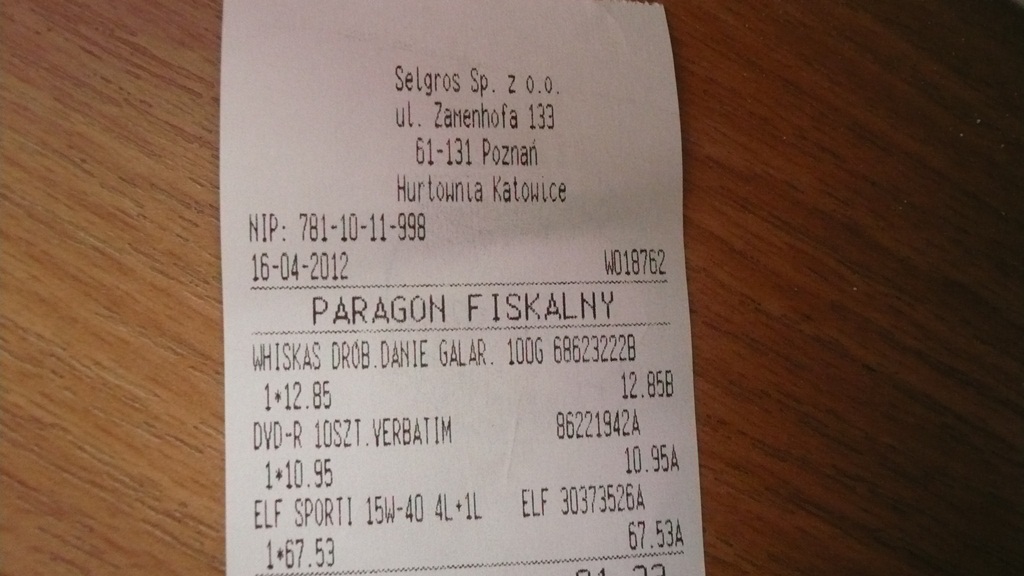 Selgros Sp. z o.o.
ul. Zamenhofa 133
61-131 Poznań
Hurtownia Katowice
NIP: 781-10-11-998
16-04-2012 WD18762
PARAGON FISKALNY
WHISKAS DRÓB.DANIE GALAR. 100G 68623222B
1*12.85 12.85B
DVD-R 10SZT.VERBATIM 86221942A
1*10.95 10.95A
ELF SPORTI 15W-40 4L+1L ELF 30373526A
1*67.53 67.53A